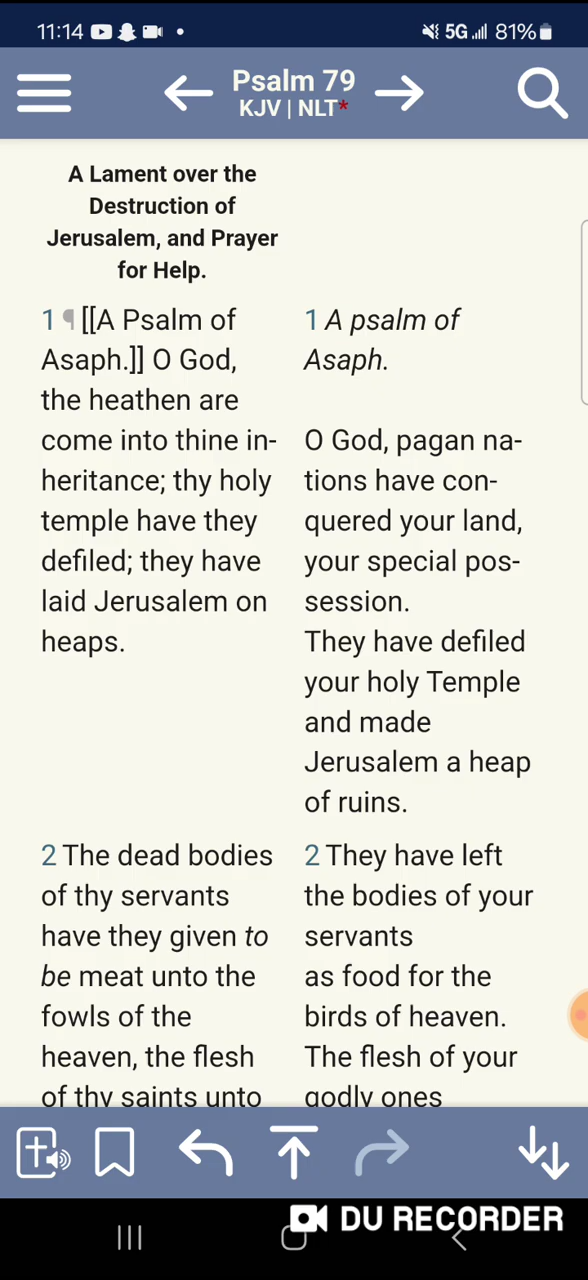 11:14
5G 81%
Psalm 79
KJV | NLT*
A Lament over the
Destruction of
Jerusalem, and Prayer
for Help.
1 ¶ [[A Psalm of
Asaph.]] O God,
the heathen are
come into thine in-
heritance; thy holy
temple have they
defiled; they have
laid Jerusalem on
heaps.
1 A psalm of
Asaph.
O God, pagan na-
tions have con-
quered your land,
your special pos-
session.
They have defiled
your holy Temple
and made
Jerusalem a heap
of ruins.
2 The dead bodies
of thy servants
have they given to
be meat unto the
fowls of the
heaven, the flesh
of thy saints unto
2 They have left
the bodies of your
servants
as food for the
birds of heaven.
The flesh of your
godly ones
DU RECORDER